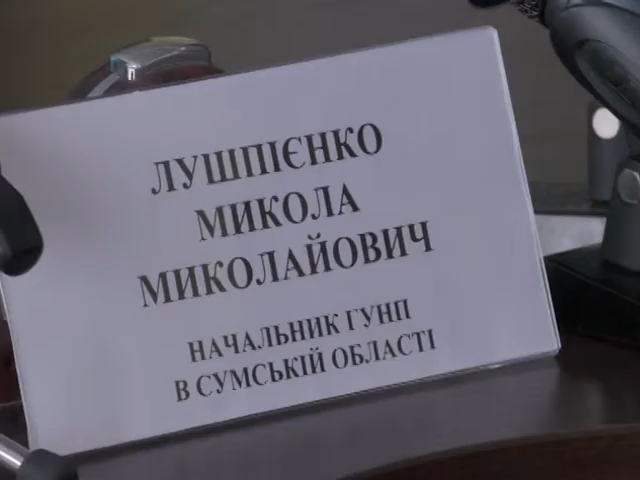 ЛУШПІЄНКО
МИКОЛА
МИКОЛАЙОВИЧ
НАЧАЛЬНИК ГУНП
В СУМСЬКІЙ ОБЛАСТІ